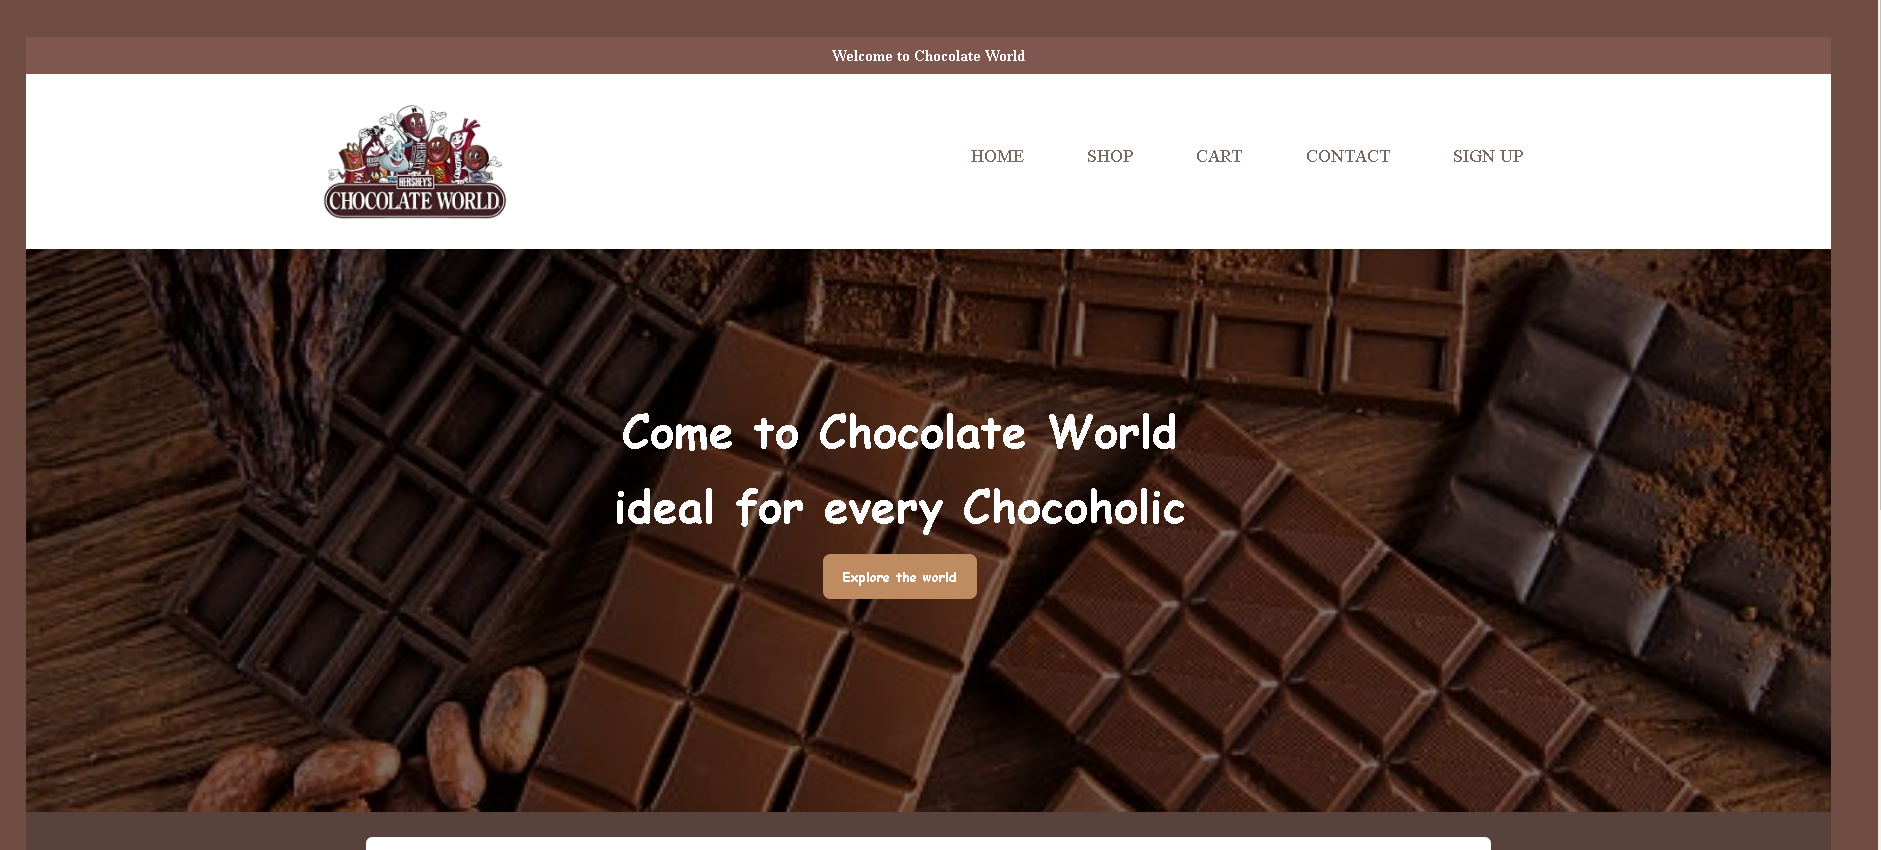 Welcome to Chocolate World
HERSHEY'S
CHOCOLATE WORLD
HOME
SHOP
CART
CONTACT
SIGN UP
Come to Chocolate World
ideal for every Chocoholic
Explore the world